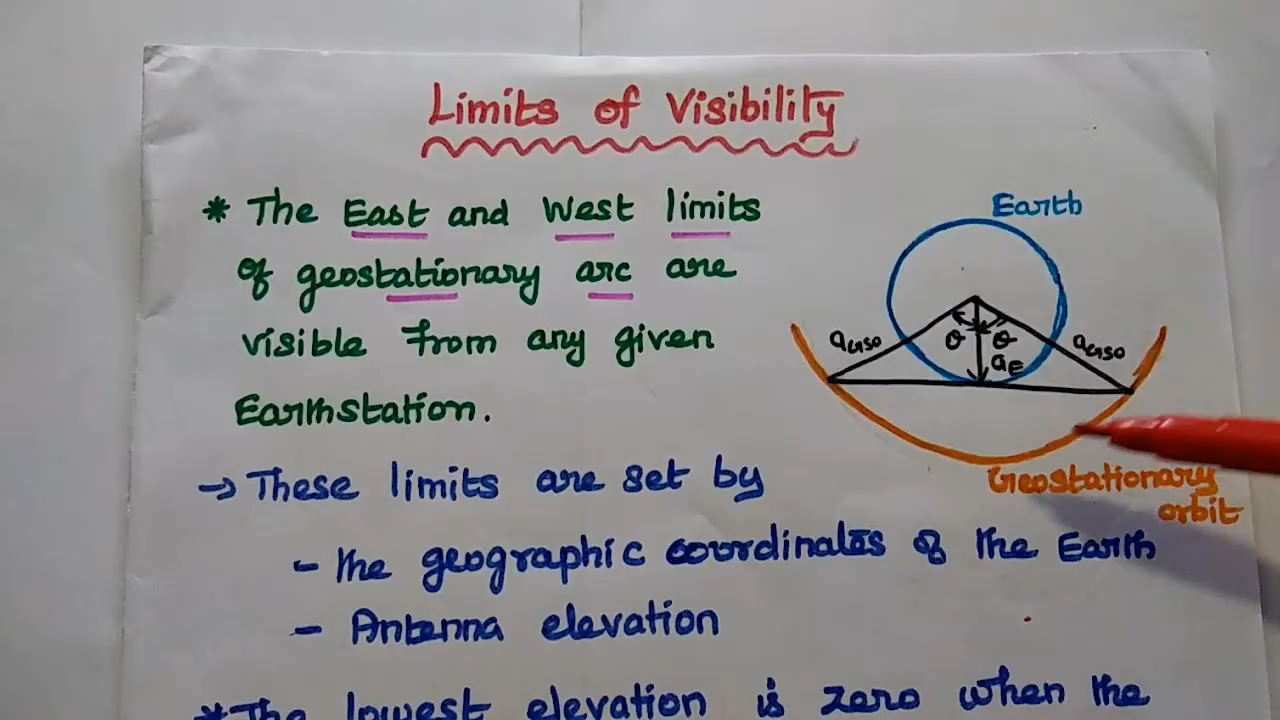 Limits of Visibility
* The East and West limits
of geostationary arc are
visible from any given
Earthstation.
Earth
aGSO
θ
θ
aGSO
aE
Geostationary
orbit
→ These limits are set by
- the geographic coordinates of the Earth
- Antenna elevation
* The lowest elevation is zero when the